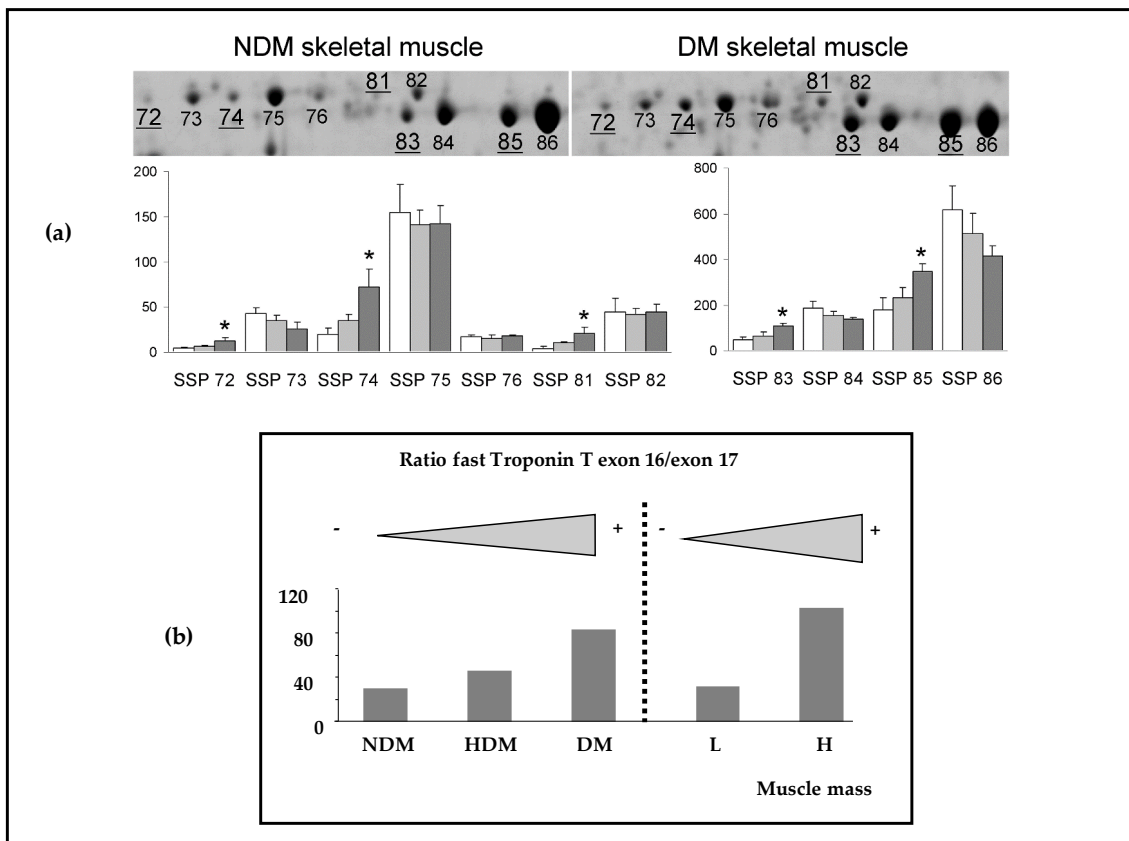 NDM skeletal muscle DM skeletal muscle
72 73 74 75 76 81 82 83 84 85 86
72 73 74 75 76 81 82 83 84 85 86
(a)
200
150
100
50
0
* * *
SSP 72 SSP 73 SSP 74 SSP 75 SSP 76 SSP 81 SSP 82
800
600
400
200
0
* *
SSP 83 SSP 84 SSP 85 SSP 86
(b)
Ratio fast Troponin T exon 16/exon 17
- + - +
120
80
40
0
NDM HDM DM L H
Muscle mass